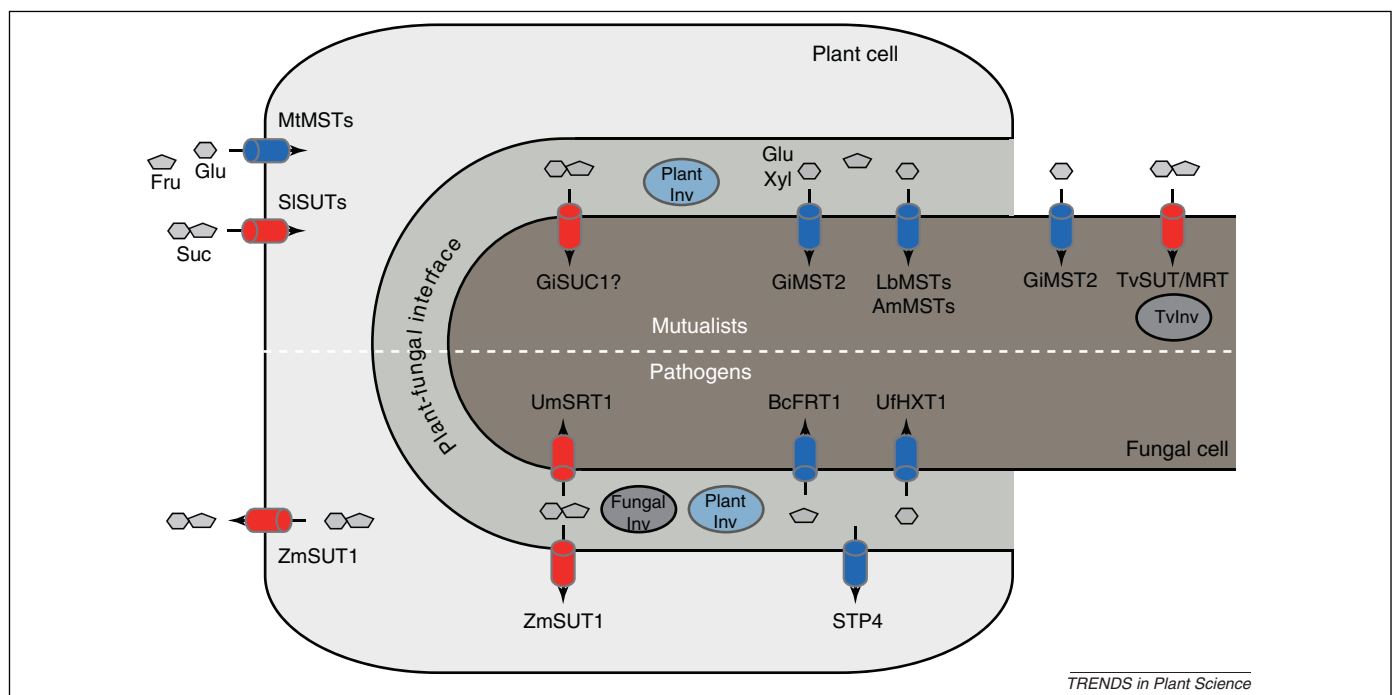 Plant cell
MtMSTs
Fru
Glu
SlSUTs
Suc
Plant
Inv
Glu
Xyl
GiSUC1?
GiMST2
LbMSTs
AmMSTs
GiMST2
TvSUT/MRT
TvInv
Plant-fungal interface
Mutualists
Pathogens
UmSRT1
BcFRT1
UfHXT1
Fungal cell
Fungal
Inv
Plant
Inv
ZmSUT1
ZmSUT1
STP4
TRENDS in Plant Science